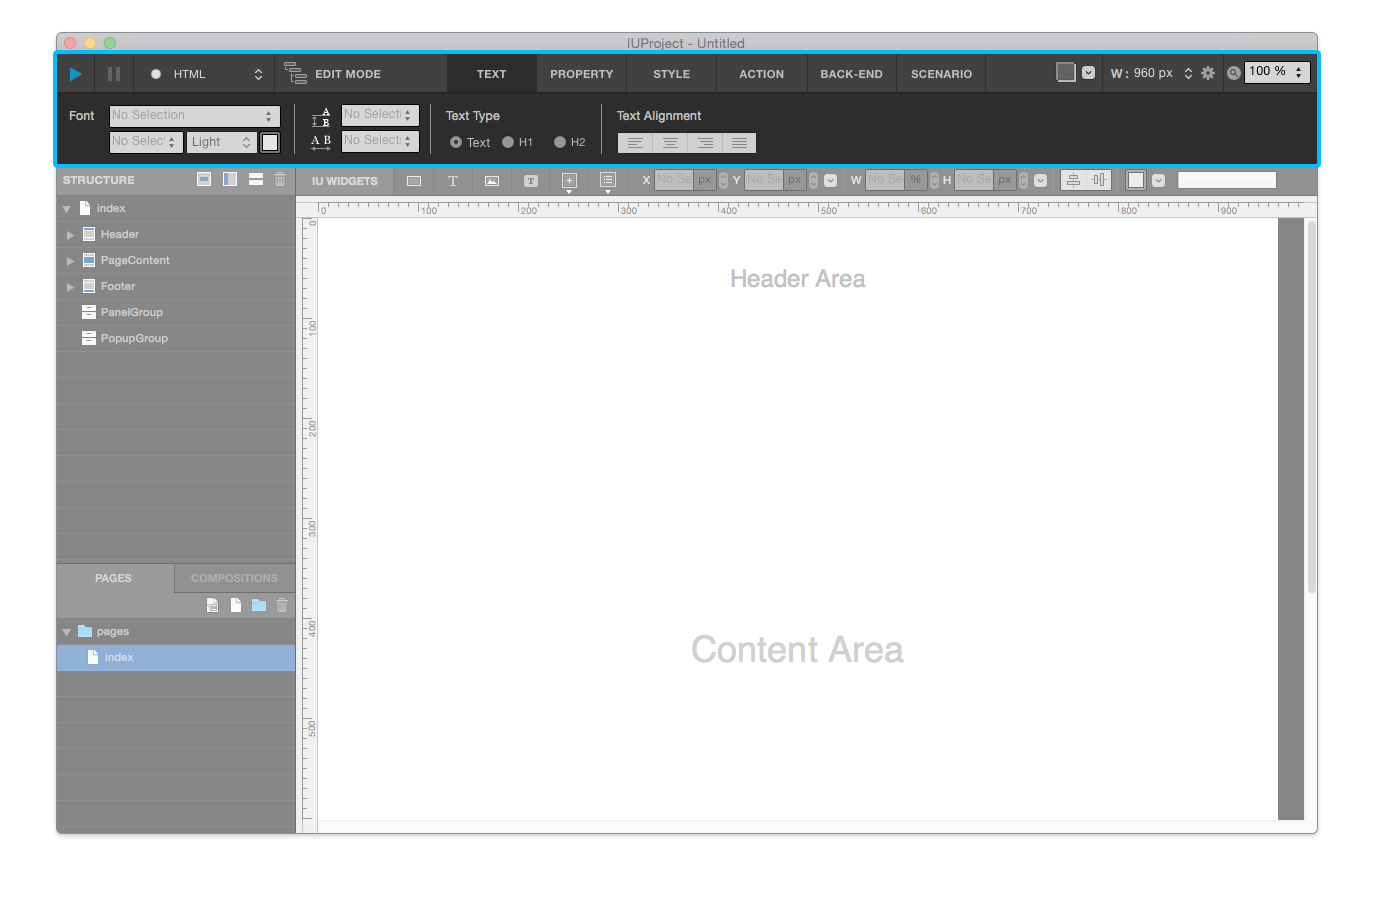 IUProject - Untitled
HTML EDIT MODE TEXT PROPERTY STYLE ACTION BACK-END SCENARIO W : 960 px 100 %
Font No Selection No Selecti Text Type Text Alignment
No Selec Light A B No Selecti Text H1 H2
STRUCTURE IU WIDGETS T T X No Se px Y No Se px W No Se % H No Se px
index 0 100 200 300 400 500 600 700 800 900
Header
PageContent
Footer
PanelGroup
PopupGroup
0
100
200
300
400
500
Header Area
Content Area
PAGES COMPOSITIONS
pages
index